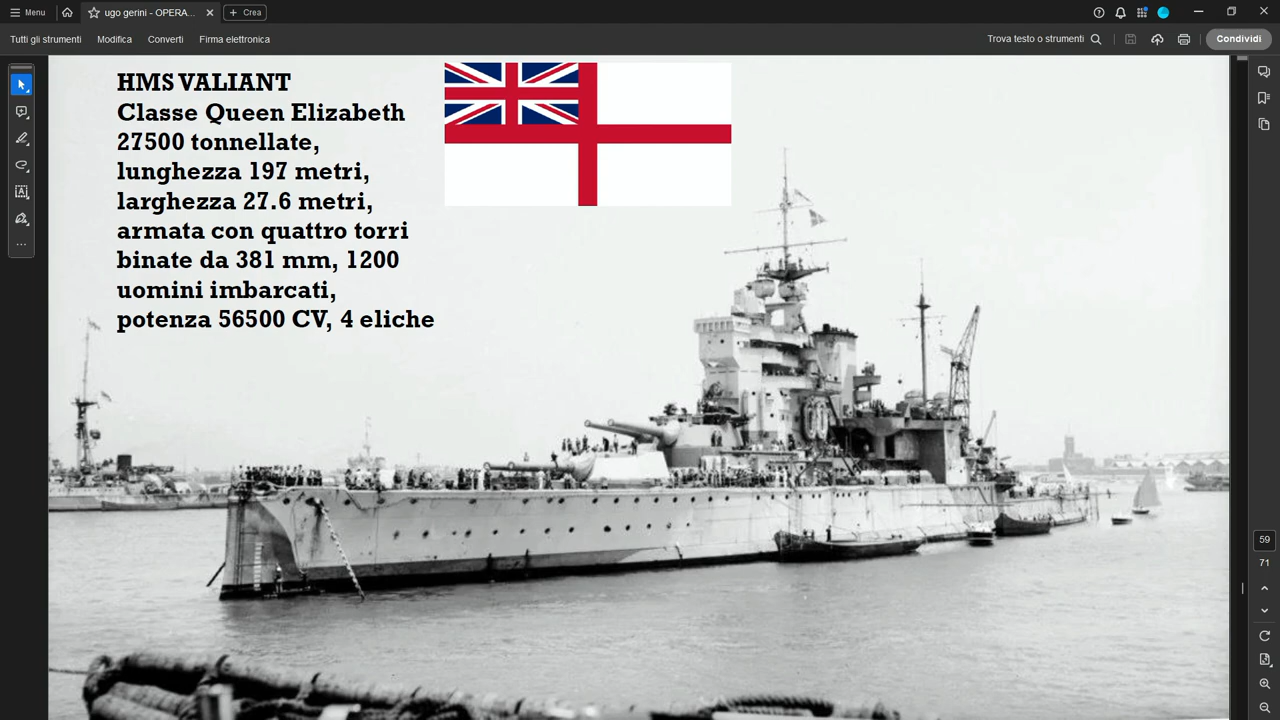 Menu
ugo gerini - OPERA...
Crea
Tutti gli strumenti
Modifica
Converti
Firma elettronica
Trova testo o strumenti
Condividi
HMS VALIANT
Classe Queen Elizabeth
27500 tonnellate,
lunghezza 197 metri,
larghezza 27.6 metri,
armata con quattro torri
binate da 381 mm, 1200
uomini imbarcati,
potenza 56500 CV, 4 eliche
59
71